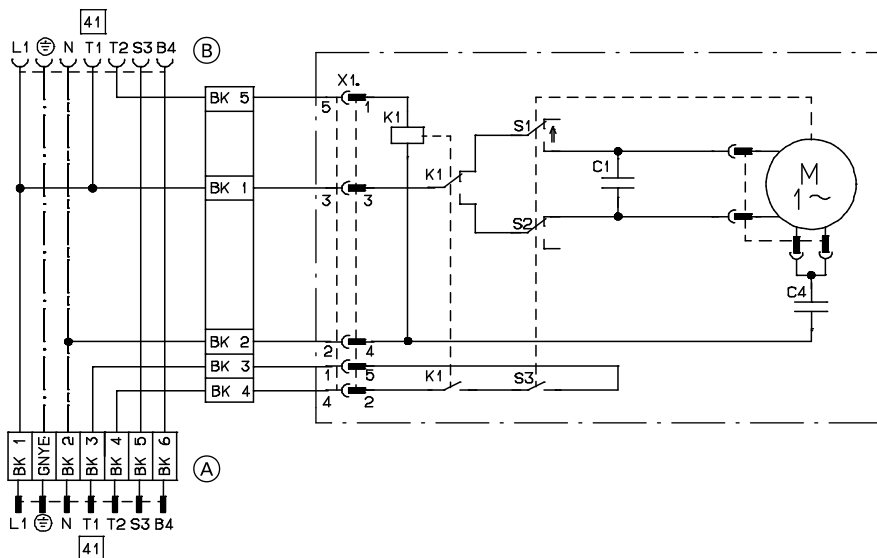 41
L1 N T1 T2 S3 B4 B
X1.
BK 5 5 1 K1
S1
C1
M
1~
BK 1 3 3 K1
S2
C4
BK 2 2 4
BK 3 1 5
BK 4 4 2 K1 S3
BK 1 GNYE BK 2 BK 3 BK 4 BK 5 BK 6 A
L1 N T1 T2 S3 B4
41